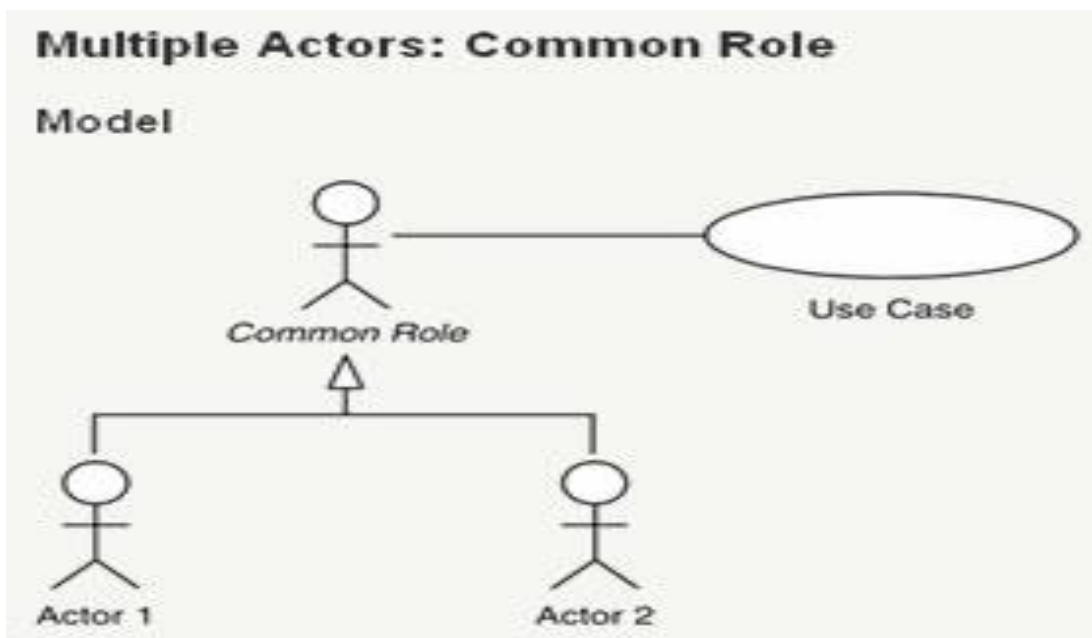 Multiple Actors: Common Role
Model
Use Case
Common Role
Actor 1
Actor 2